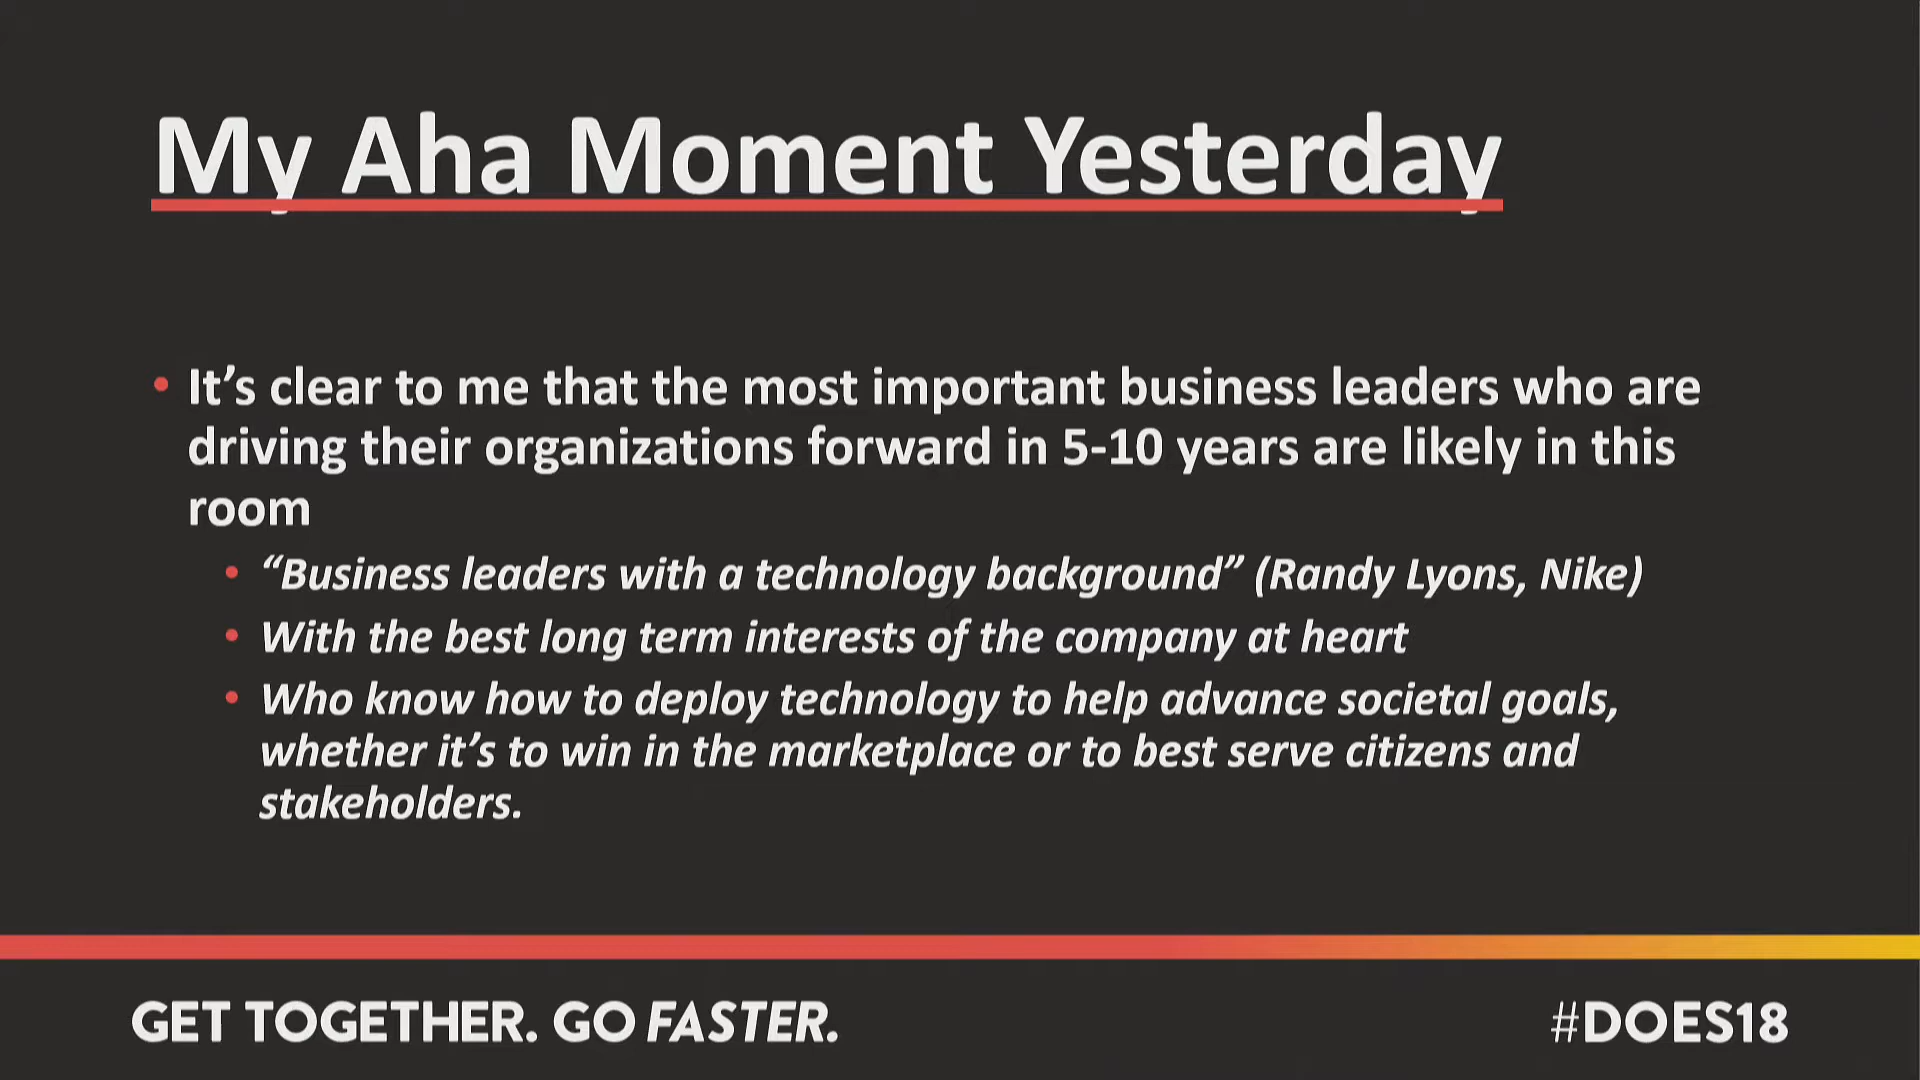 My Aha Moment Yesterday
• It’s clear to me that the most important business leaders who are
driving their organizations forward in 5-10 years are likely in this
room
• “Business leaders with a technology background” (Randy Lyons, Nike)
• With the best long term interests of the company at heart
• Who know how to deploy technology to help advance societal goals,
whether it’s to win in the marketplace or to best serve citizens and
stakeholders.
GET TOGETHER. GO FASTER.
#DOES18